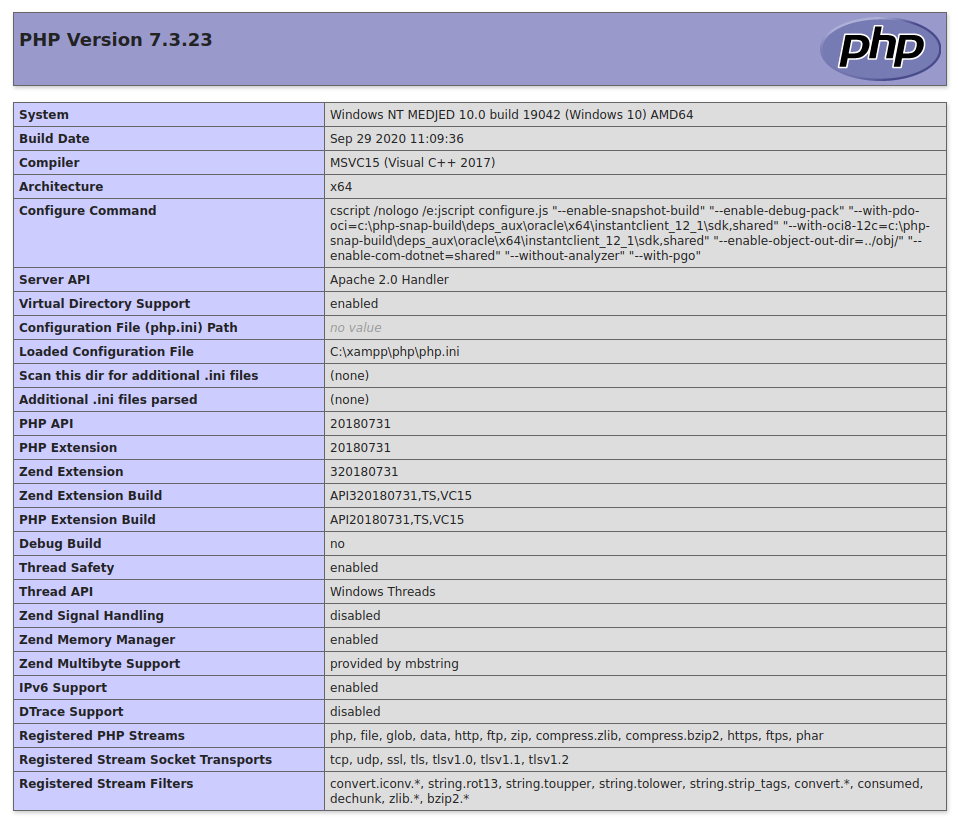 PHP Version 7.3.23
php
System Windows NT MEDJED 10.0 build 19042 (Windows 10) AMD64
Build Date Sep 29 2020 11:09:36
Compiler MSVC15 (Visual C++ 2017)
Architecture x64
Configure Command cscript /nologo /e:jscript configure.js "--enable-snapshot-build" "--enable-debug-pack" "--with-pdo-
oci=c:\php-snap-build\deps_aux\oracle\x64\instantclient_12_1\sdk,shared" "--with-oci8-12c=c:\php-
snap-build\deps_aux\oracle\x64\instantclient_12_1\sdk,shared" "--enable-object-out-dir=../obj/" "--
enable-com-dotnet=shared" "--without-analyzer" "--with-pgo"
Server API Apache 2.0 Handler
Virtual Directory Support enabled
Configuration File (php.ini) Path no value
Loaded Configuration File C:\xampp\php\php.ini
Scan this dir for additional .ini files (none)
Additional .ini files parsed (none)
PHP API 20180731
PHP Extension 20180731
Zend Extension 320180731
Zend Extension Build API320180731,TS,VC15
PHP Extension Build API20180731,TS,VC15
Debug Build no
Thread Safety enabled
Thread API Windows Threads
Zend Signal Handling disabled
Zend Memory Manager enabled
Zend Multibyte Support provided by mbstring
IPv6 Support enabled
DTrace Support disabled
Registered PHP Streams php, file, glob, data, http, ftp, zip, compress.zlib, compress.bzip2, https, ftps, phar
Registered Stream Socket Transports tcp, udp, ssl, tls, tlsv1.0, tlsv1.1, tlsv1.2
Registered Stream Filters convert.iconv.*, string.rot13, string.toupper, string.tolower, string.strip_tags, convert.*, consumed,
dechunk, zlib.*, bzip2.*